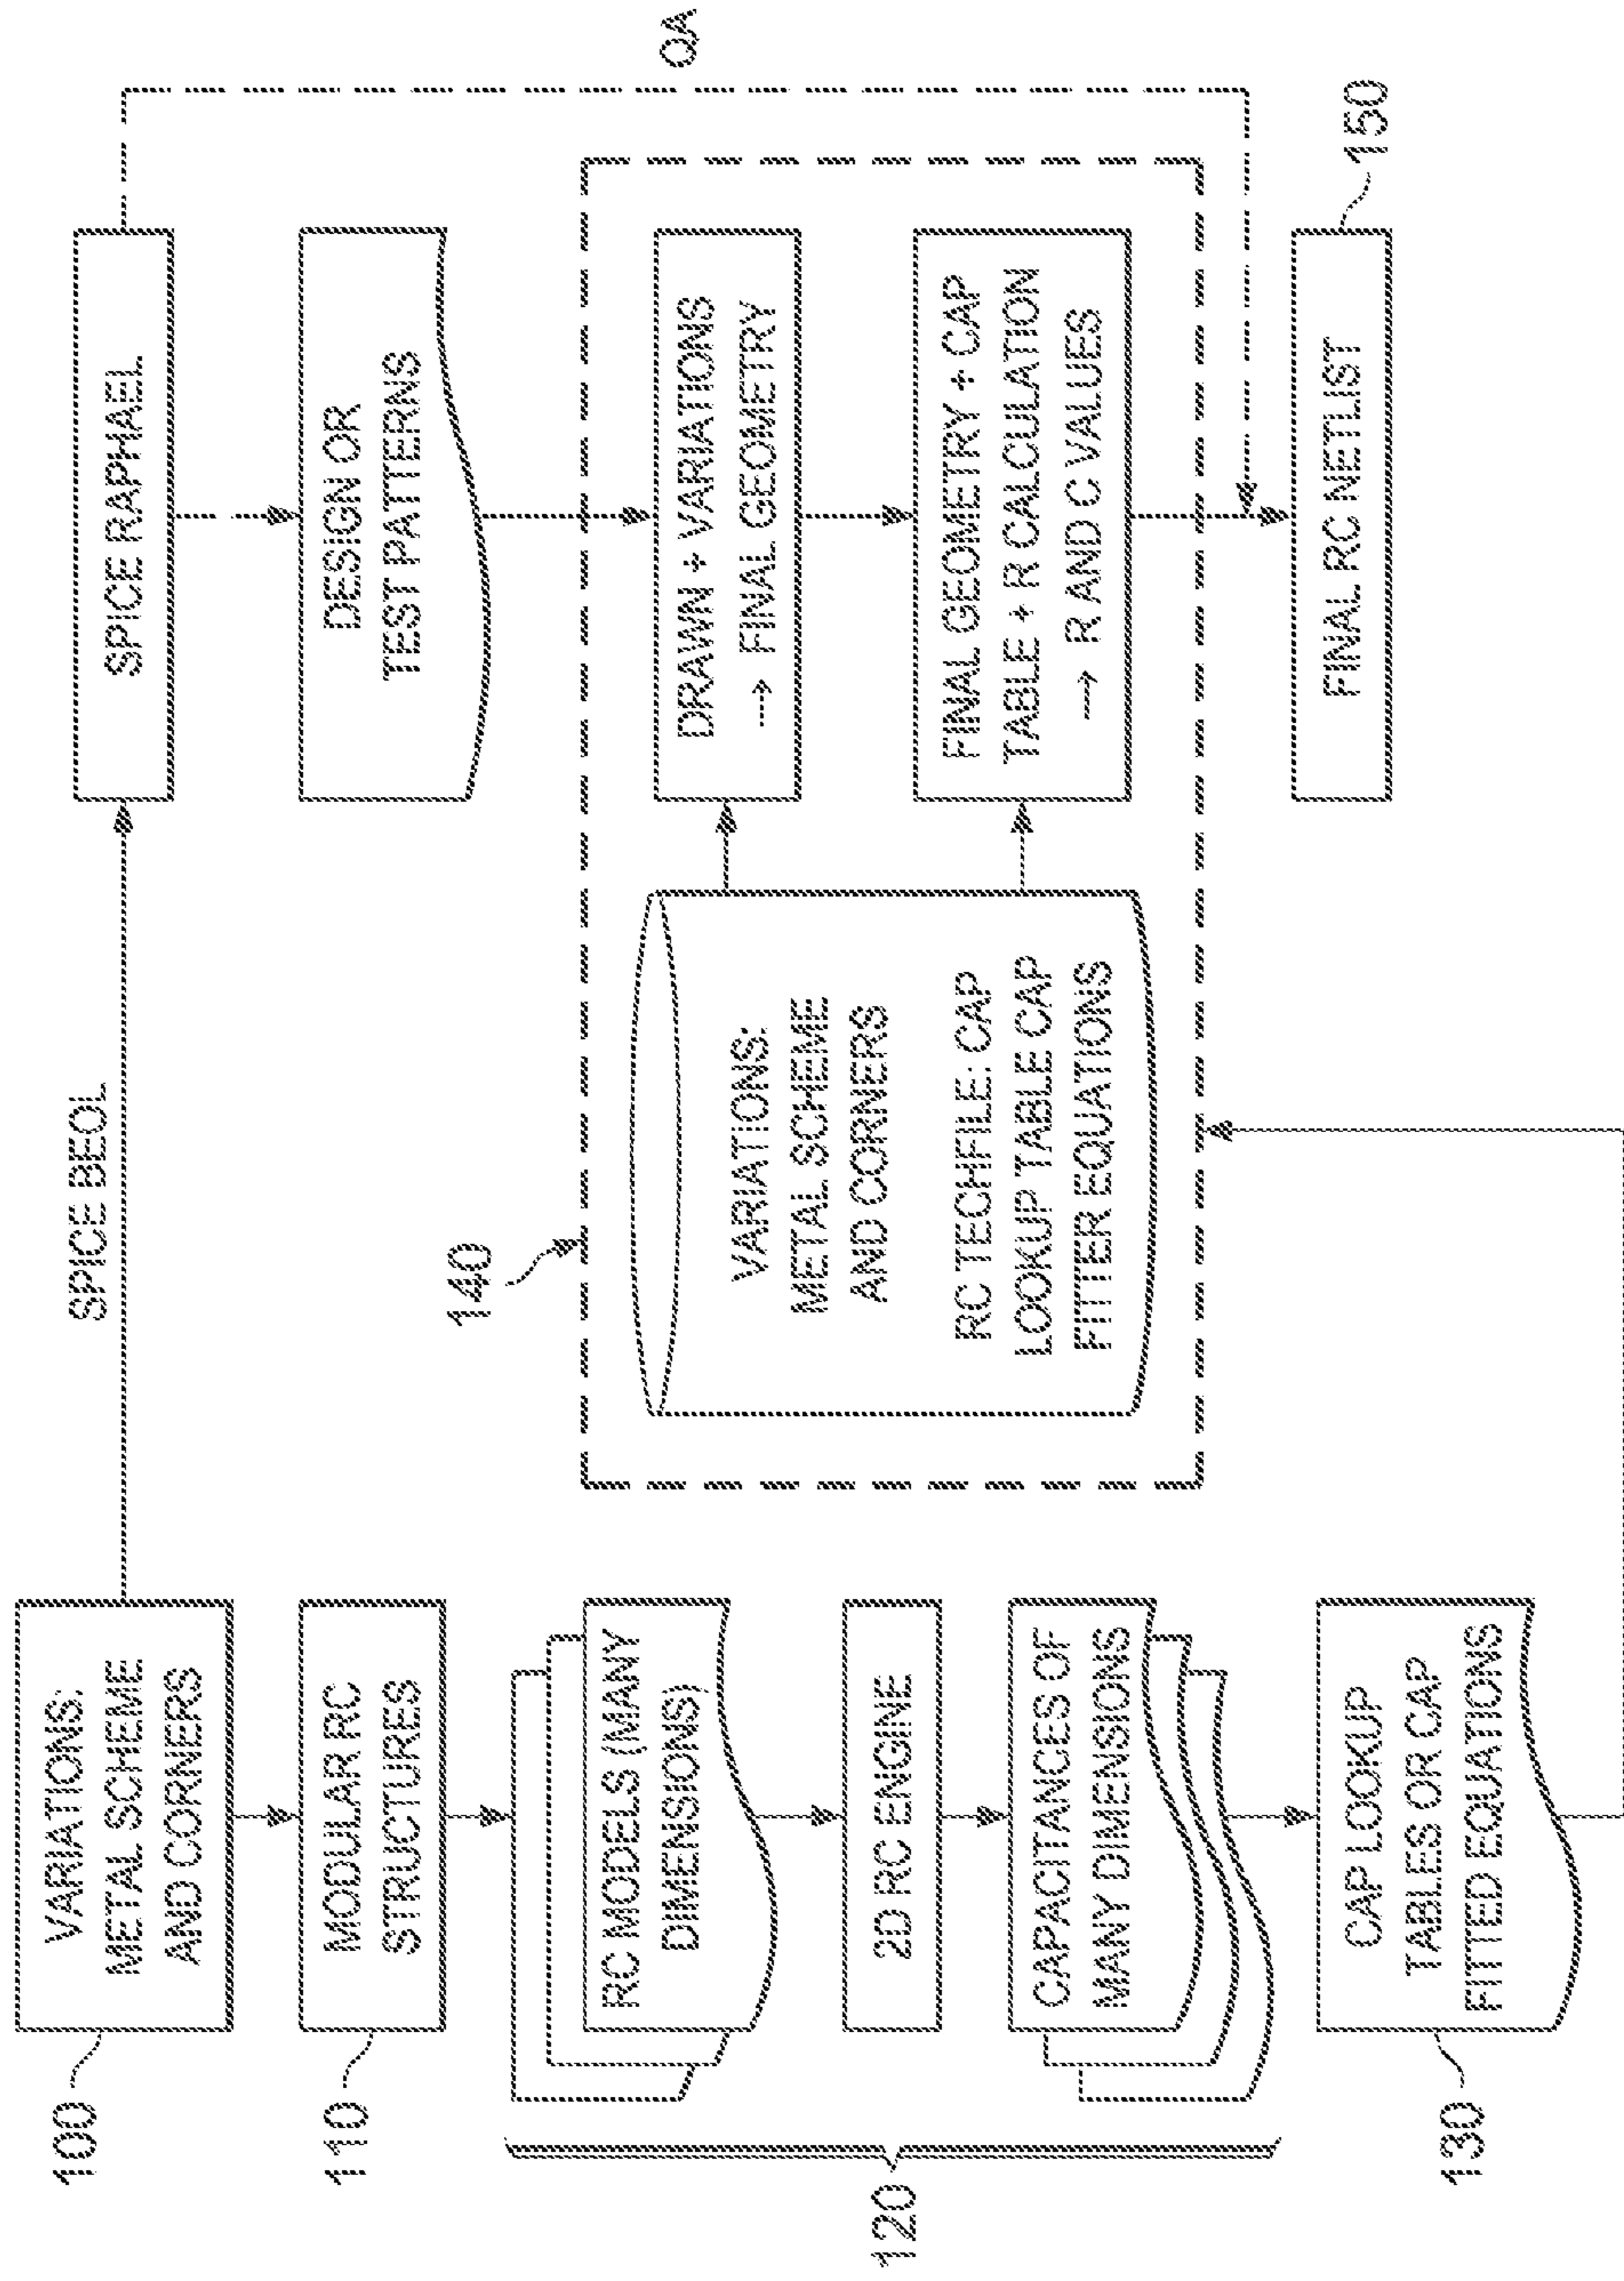 100
VARIATIONS:
METAL SCHEME
AND CORNERS
110
MODULAR RC
STRUCTURES
120
RC MODELS (MANY
DIMENSIONS)
2D RC ENGINE
CAPACITANCES OF
MANY DIMENSIONS
130
CAP LOOKUP
TABLES OR CAP
FITTED EQUATIONS
SPICE BEOL
SPICE RAPHAEL
DESIGN OR
TEST PATTERNS
140
VARIATIONS:
METAL SCHEME
AND CORNERS
RC TECHFILE: CAP
LOOKUP TABLE CAP
FITTER EQUATIONS
DRAWN + VARIATIONS
→ FINAL GEOMETRY
FINAL GEOMETRY + CAP
TABLE + R CALCULATION
→ R AND C VALUES
FINAL RC NETLIST
150
QA